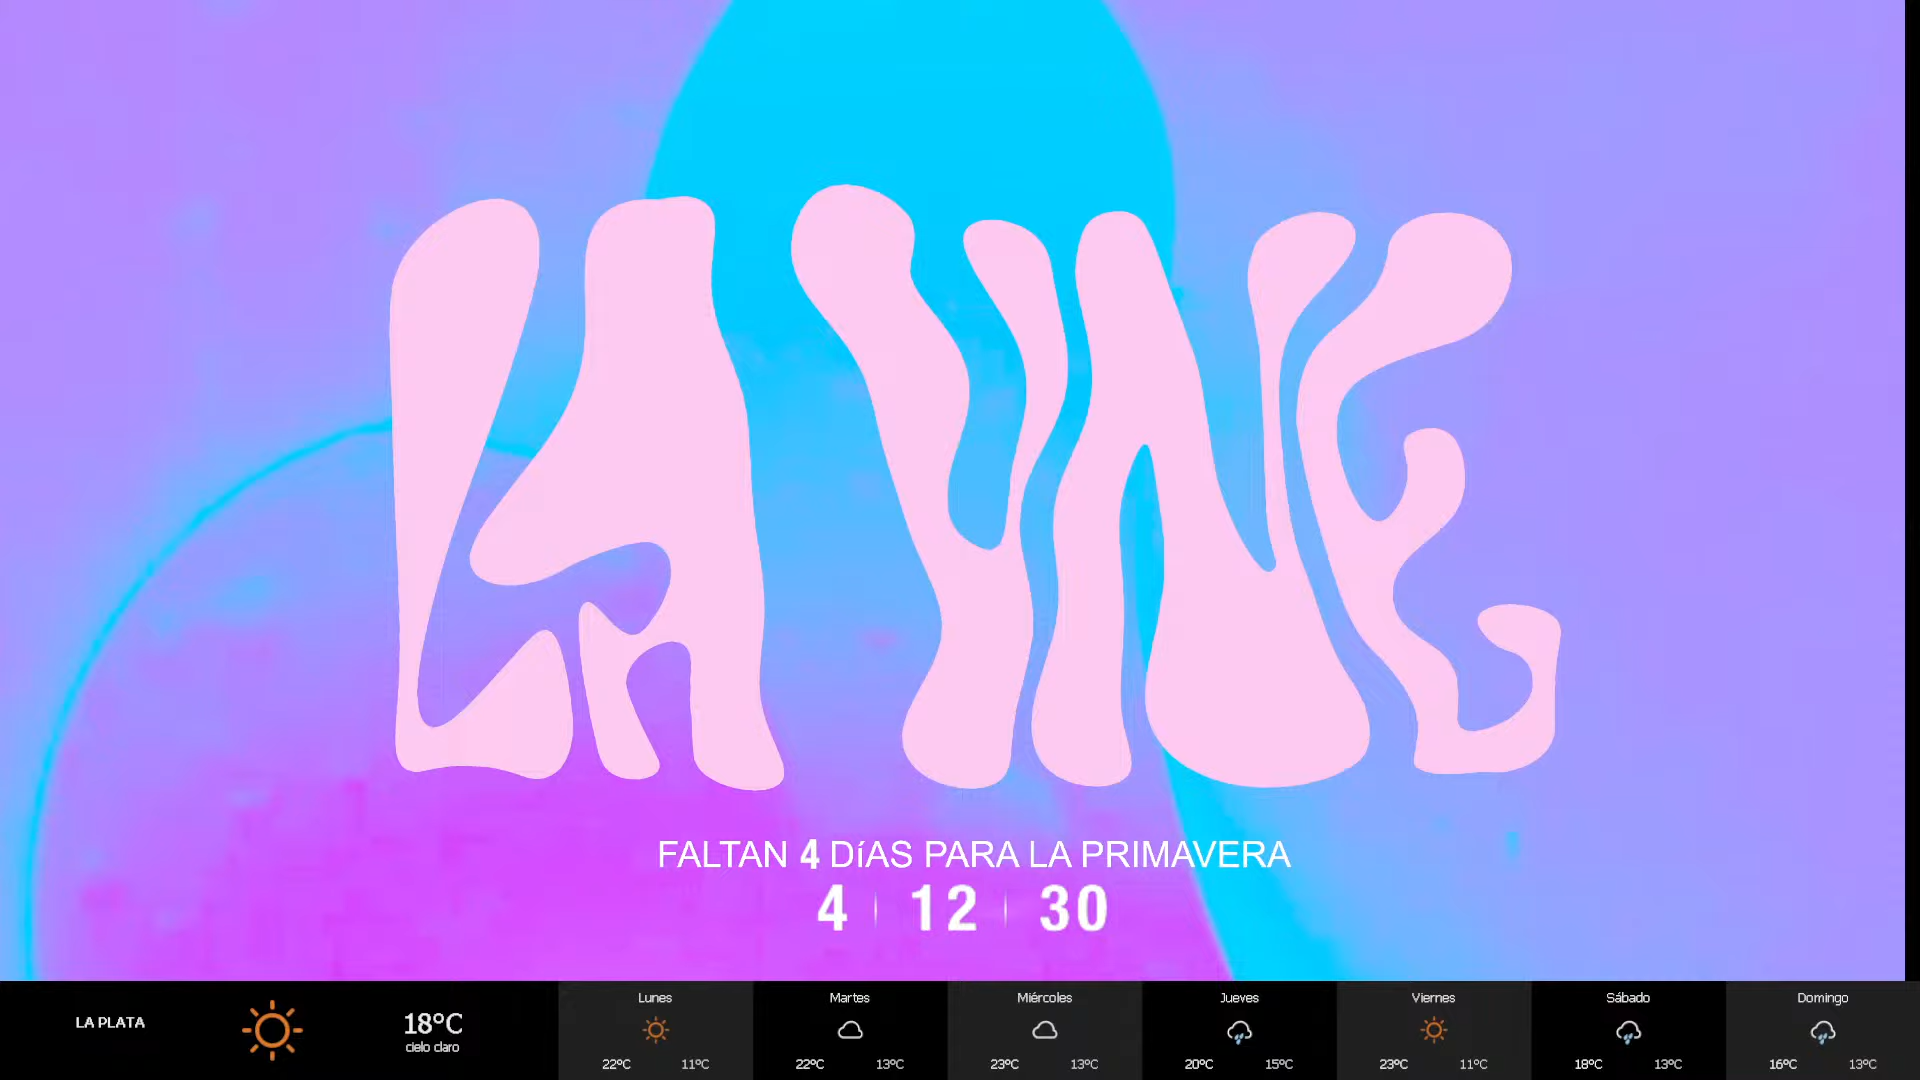 LA YNE
FALTAN 4 DíAS PARA LA PRIMAVERA
4 | 12 | 30
LA PLATA
18°C
cielo claro
Lunes
22°C 11°C
Martes
22°C 13°C
Miércoles
23°C 13°C
Jueves
20°C 15°C
Viernes
23°C 11°C
Sábado
18°C 13°C
Domingo
16°C 13°C